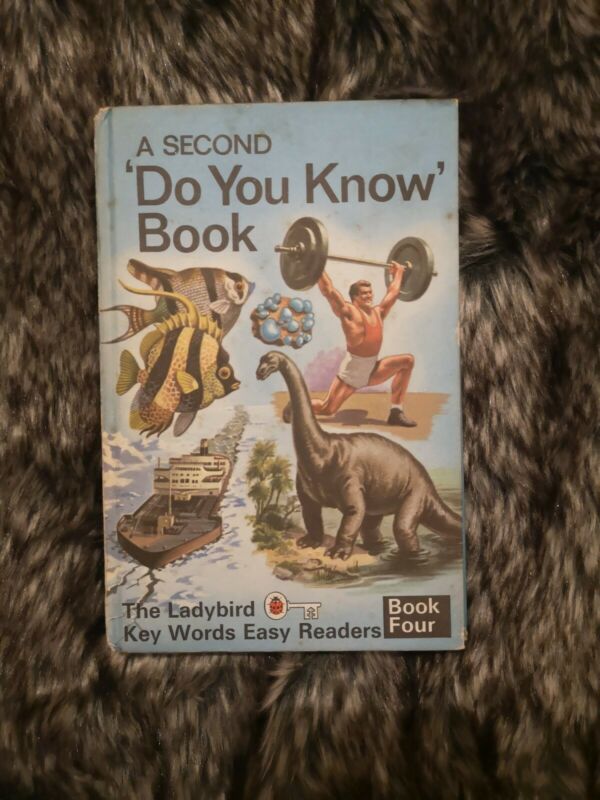 A SECOND
'Do You Know'
Book
The Ladybird
Key Words Easy Readers
Book
Four